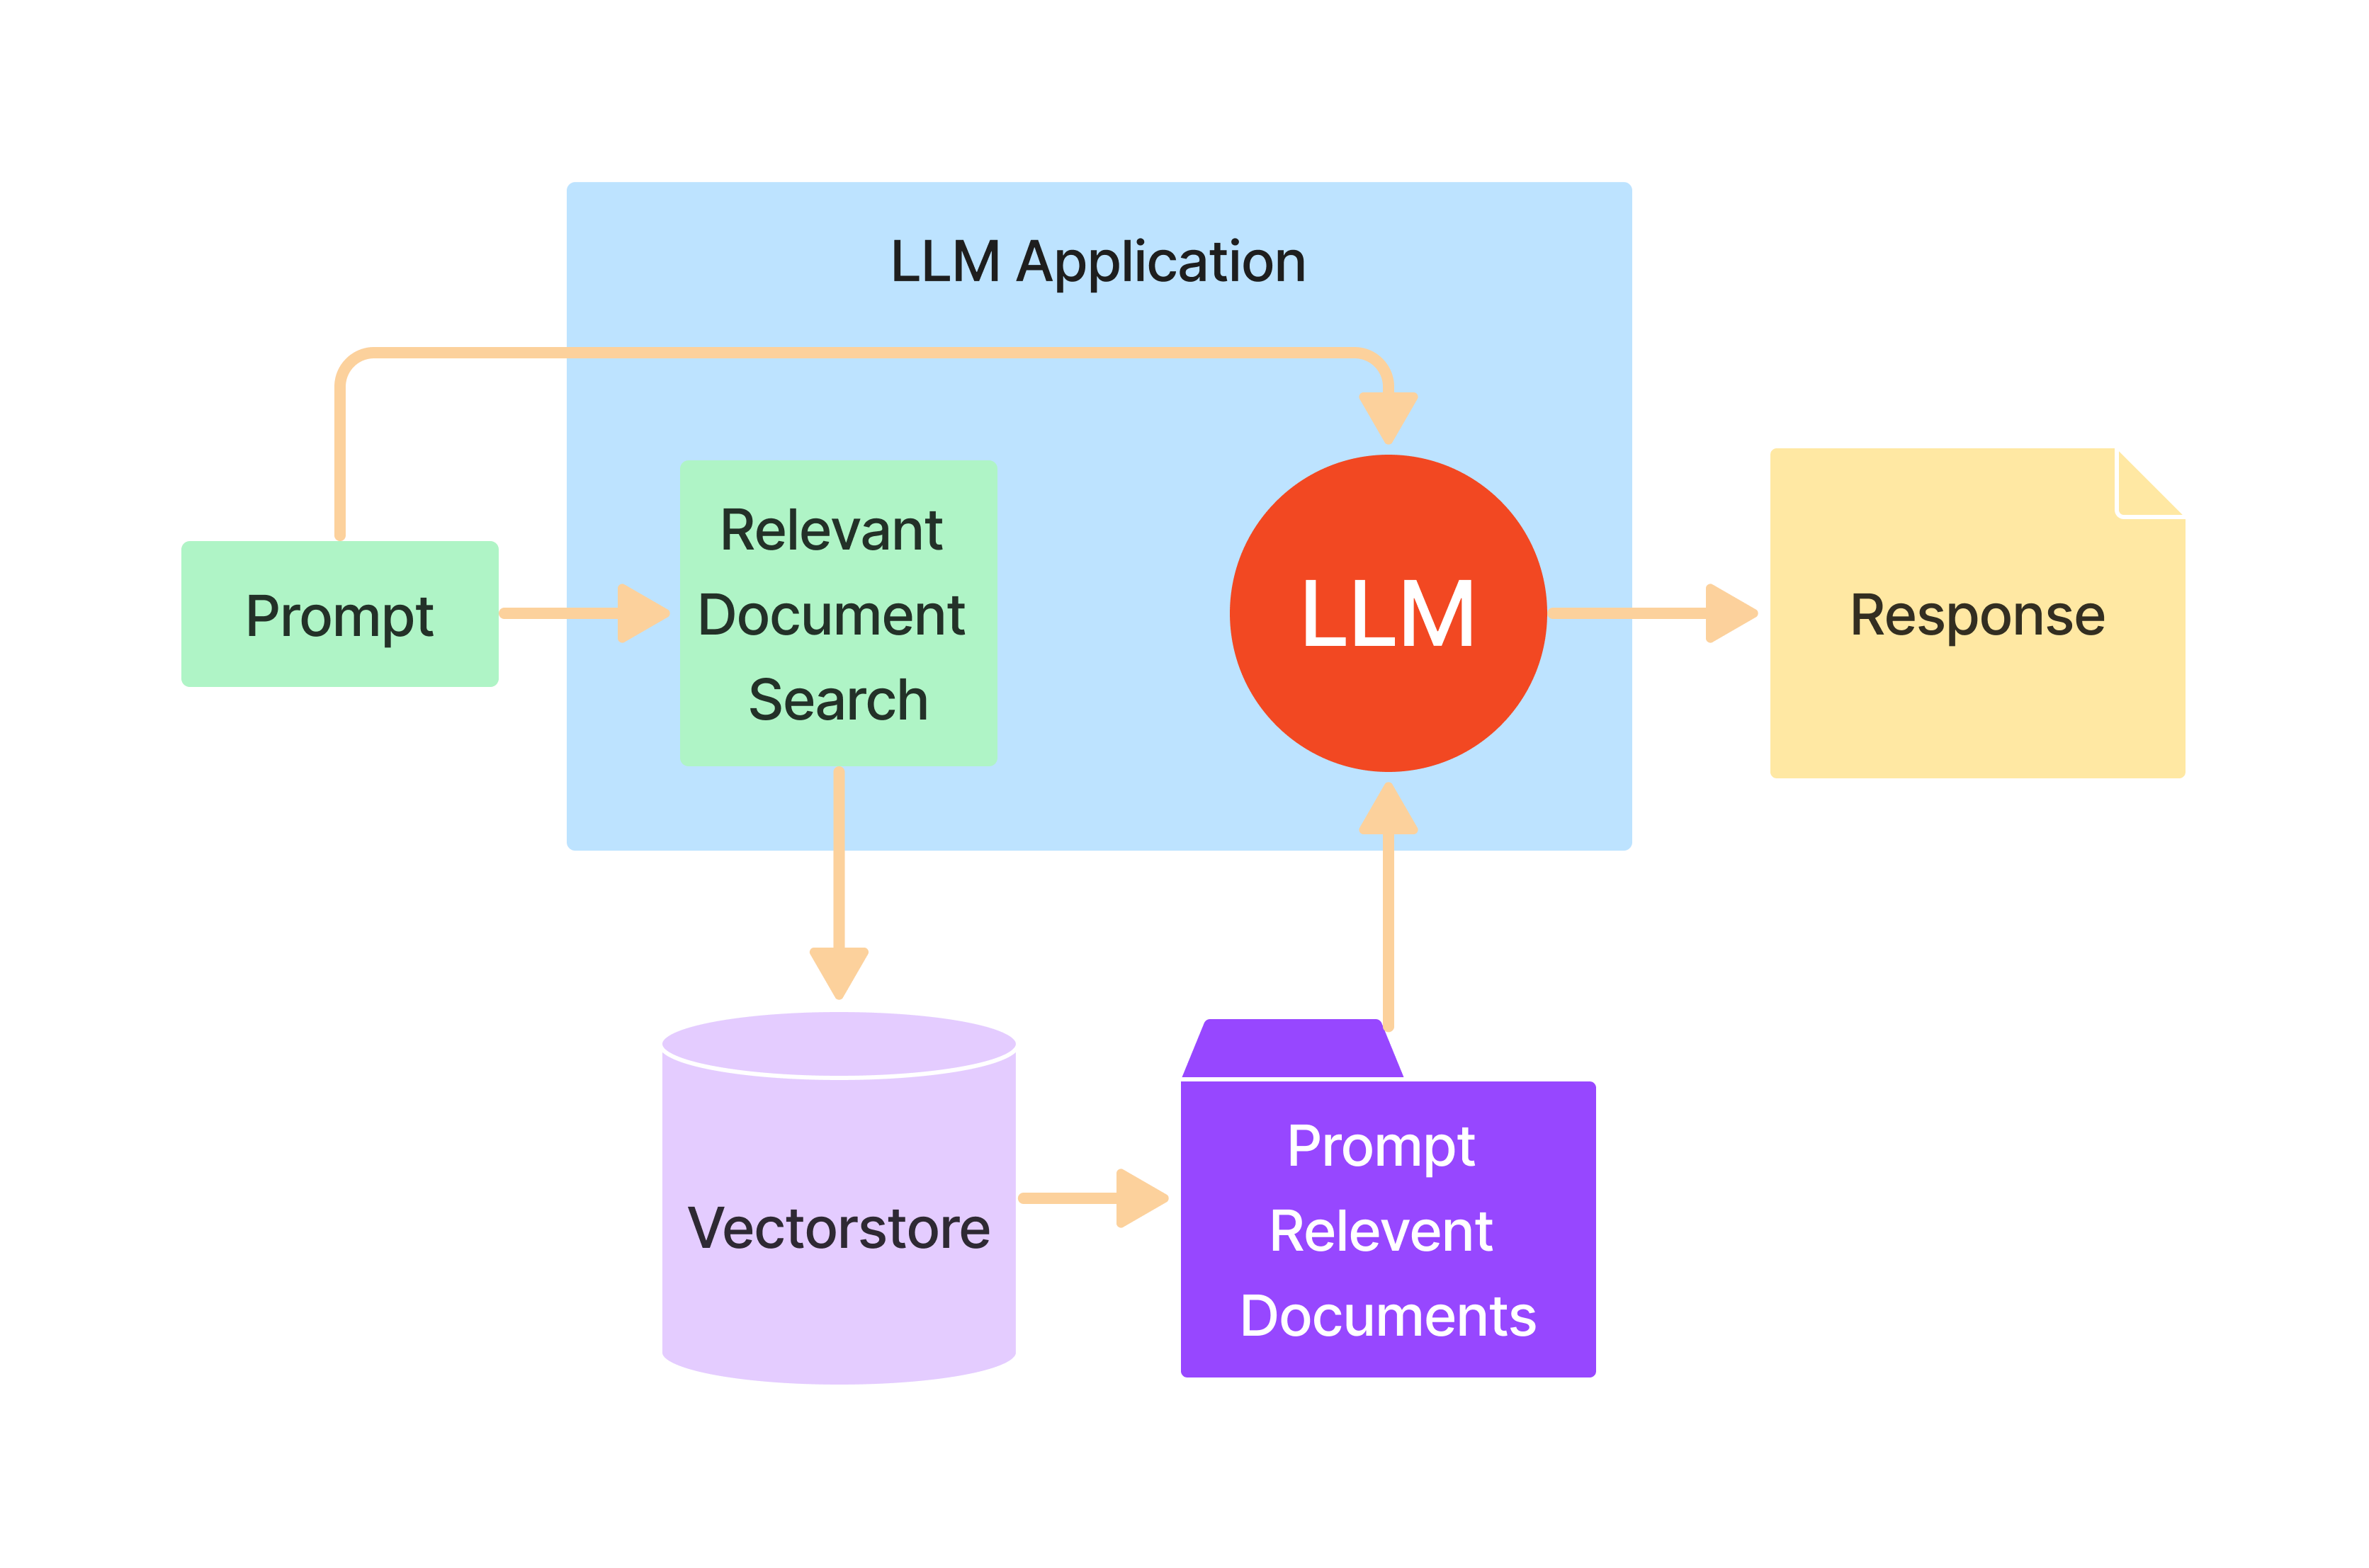 LLM Application
Prompt
Relevant
Document
Search
LLM
Response
Vectorstore
Prompt
Relevent
Documents